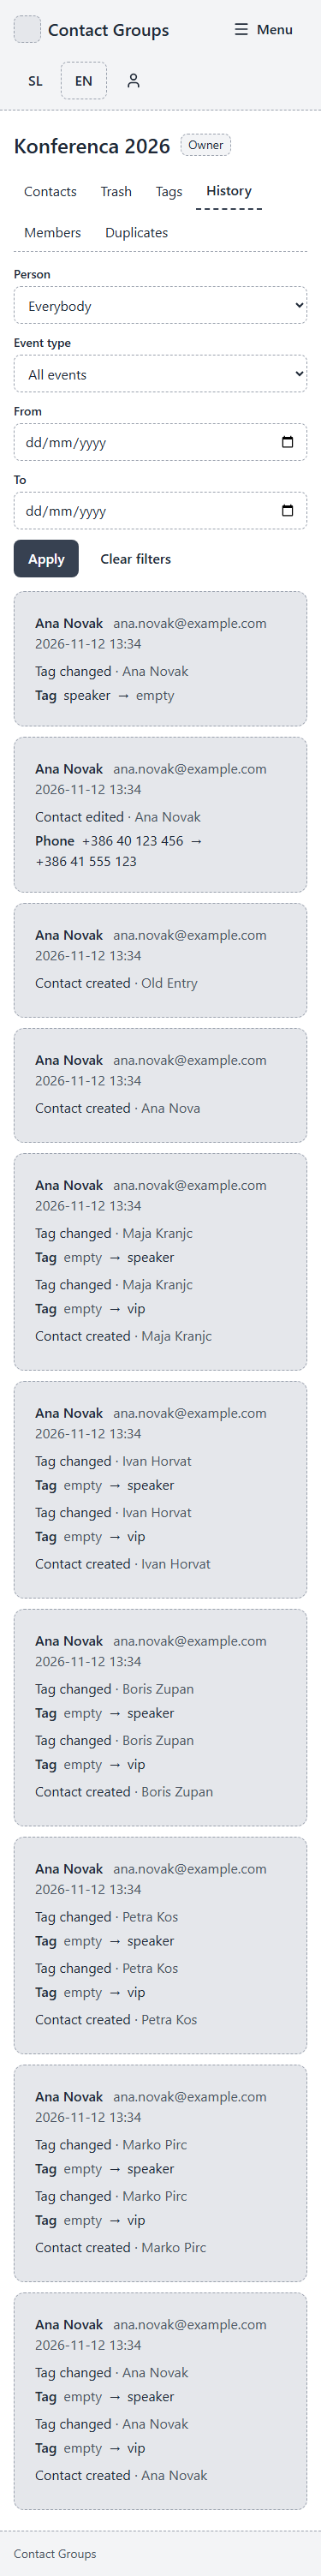 Contact Groups
Menu
SL
EN
Konferenca 2026
Owner
Contacts
Trash
Tags
History
Members
Duplicates
Person
Everybody
Event type
All events
From
dd/mm/yyyy
To
dd/mm/yyyy
Apply
Clear filters
Ana Novak ana.novak@example.com
2026-11-12 13:34
Tag changed · Ana Novak
Tag speaker → empty
Ana Novak ana.novak@example.com
2026-11-12 13:34
Contact edited · Ana Novak
Phone +386 40 123 456 →
+386 41 555 123
Ana Novak ana.novak@example.com
2026-11-12 13:34
Contact created · Old Entry
Ana Novak ana.novak@example.com
2026-11-12 13:34
Contact created · Ana Nova
Ana Novak ana.novak@example.com
2026-11-12 13:34
Tag changed · Maja Kranjc
Tag empty → speaker
Tag changed · Maja Kranjc
Tag empty → vip
Contact created · Maja Kranjc
Ana Novak ana.novak@example.com
2026-11-12 13:34
Tag changed · Ivan Horvat
Tag empty → speaker
Tag changed · Ivan Horvat
Tag empty → vip
Contact created · Ivan Horvat
Ana Novak ana.novak@example.com
2026-11-12 13:34
Tag changed · Boris Zupan
Tag empty → speaker
Tag changed · Boris Zupan
Tag empty → vip
Contact created · Boris Zupan
Ana Novak ana.novak@example.com
2026-11-12 13:34
Tag changed · Petra Kos
Tag empty → speaker
Tag changed · Petra Kos
Tag empty → vip
Contact created · Petra Kos
Ana Novak ana.novak@example.com
2026-11-12 13:34
Tag changed · Marko Pirc
Tag empty → speaker
Tag changed · Marko Pirc
Tag empty → vip
Contact created · Marko Pirc
Ana Novak ana.novak@example.com
2026-11-12 13:34
Tag changed · Ana Novak
Tag empty → speaker
Tag changed · Ana Novak
Tag empty → vip
Contact created · Ana Novak
Contact Groups